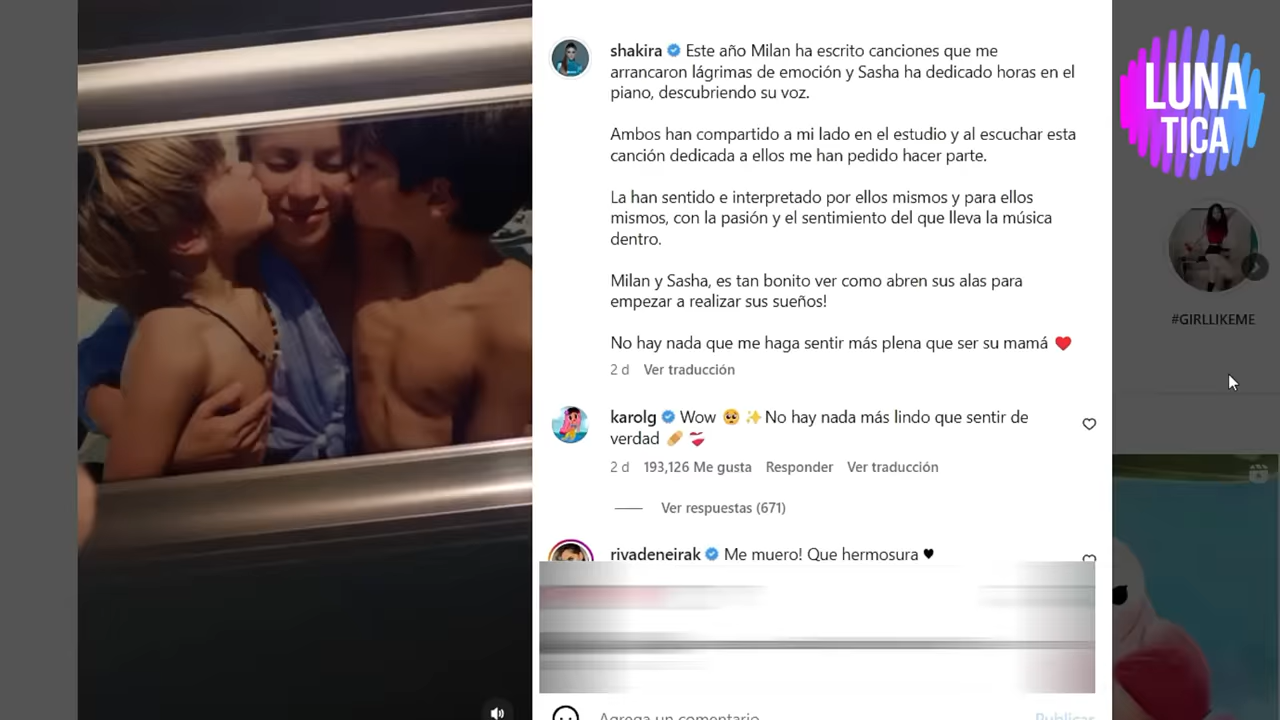 shakira Este año Milan ha escrito canciones que me
arrancaron lágrimas de emoción y Sasha ha dedicado horas en el
piano, descubriendo su voz.
Ambos han compartido a mi lado en el estudio y al escuchar esta
canción dedicada a ellos me han pedido hacer parte.
La han sentido e interpretado por ellos mismos y para ellos
mismos, con la pasión y el sentimiento del que lleva la música
dentro.
Milan y Sasha, es tan bonito ver como abren sus alas para
empezar a realizar sus sueños!
No hay nada que me haga sentir más plena que ser su mamá ❤️
2 d Ver traducción
karolg Wow 🥺 ✨ No hay nada más lindo que sentir de
verdad 🩹 ❤️‍🩹
2 d 193,126 Me gusta Responder Ver traducción
Ver respuestas (671)
rivadeneirak Me muero! Que hermosura ♥
Agrega un comentario
Publicar
LUNA
TICA
#GIRLLIKEME